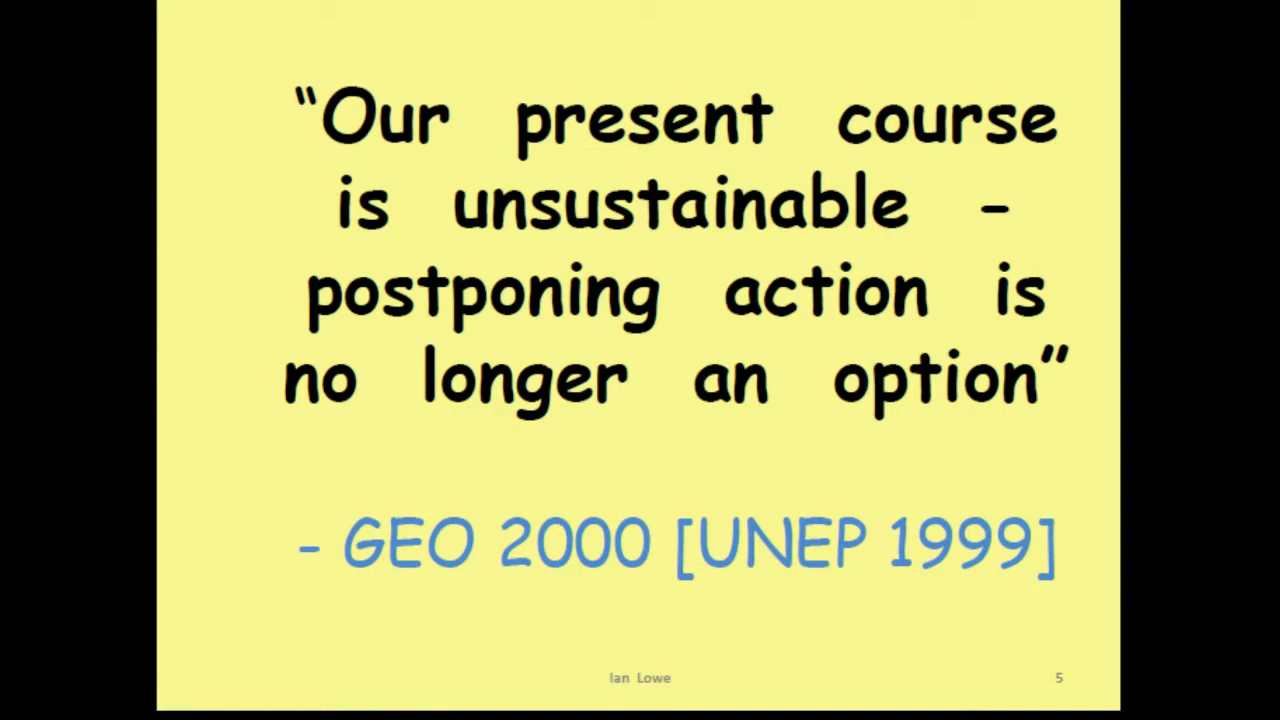 “Our present course
is unsustainable -
postponing action is
no longer an option”
- GEO 2000 [UNEP 1999]
Ian Lowe
5